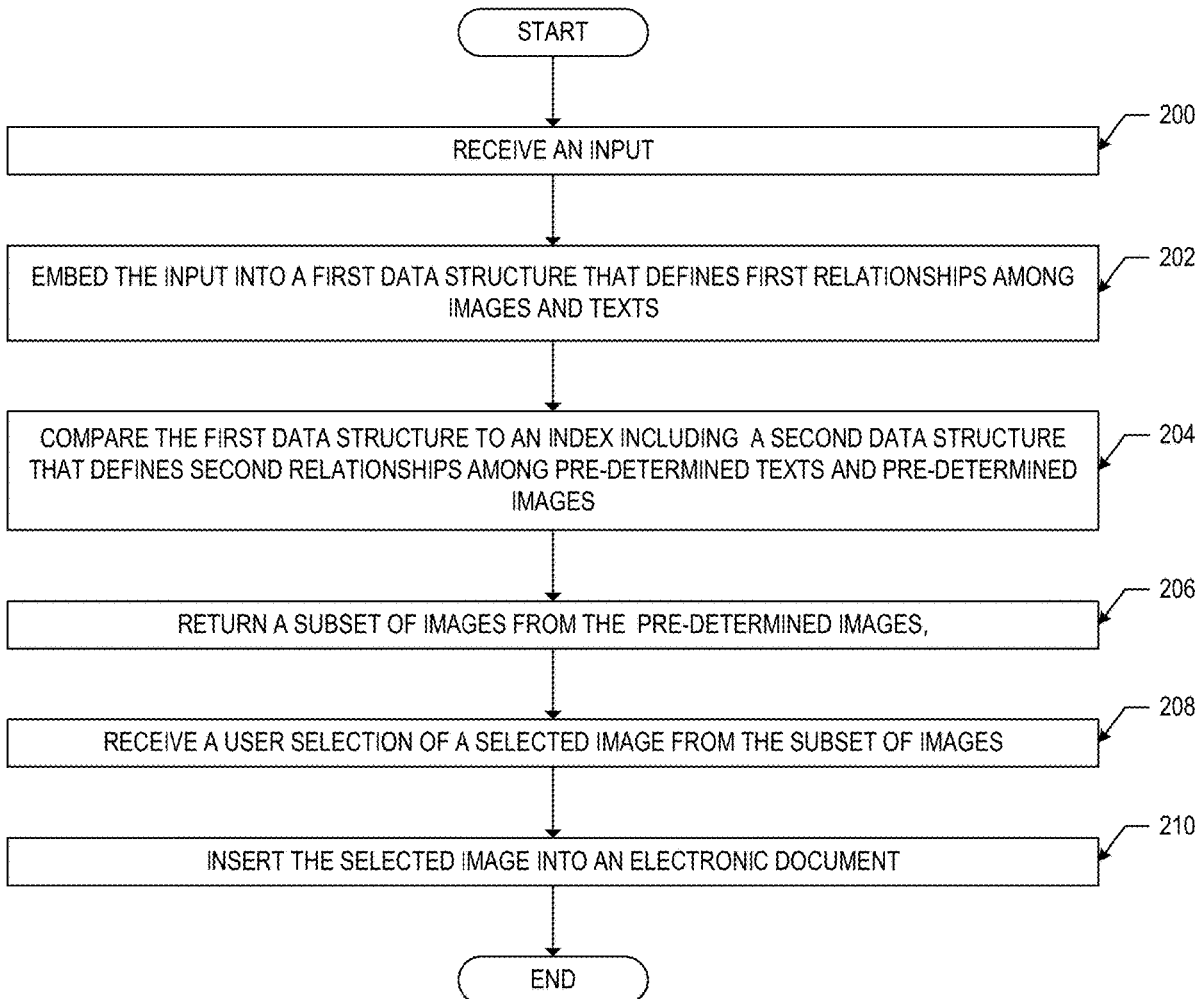 START
200
RECEIVE AN INPUT
202
EMBED THE INPUT INTO A FIRST DATA STRUCTURE THAT DEFINES FIRST RELATIONSHIPS AMONG
IMAGES AND TEXTS
204
COMPARE THE FIRST DATA STRUCTURE TO AN INDEX INCLUDING A SECOND DATA STRUCTURE
THAT DEFINES SECOND RELATIONSHIPS AMONG PRE-DETERMINED TEXTS AND PRE-DETERMINED
IMAGES
206
RETURN A SUBSET OF IMAGES FROM THE PRE-DETERMINED IMAGES,
208
RECEIVE A USER SELECTION OF A SELECTED IMAGE FROM THE SUBSET OF IMAGES
210
INSERT THE SELECTED IMAGE INTO AN ELECTRONIC DOCUMENT
END